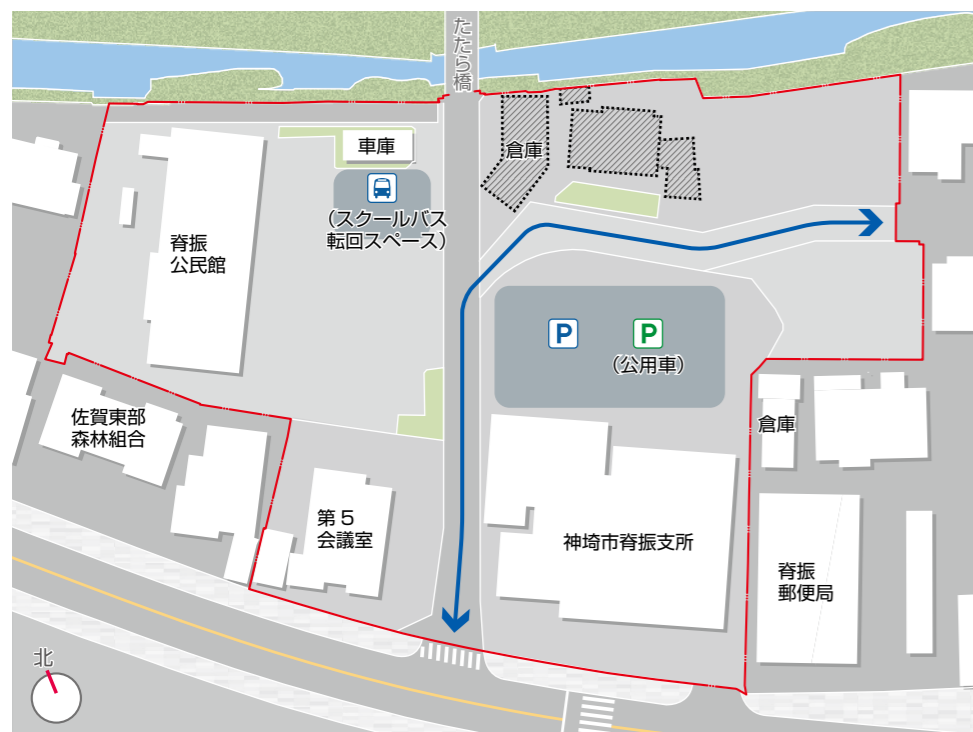 たたら橋
車庫
倉庫
（スクールバス
転回スペース）
脊振
公民館
P
P
（公用車）
佐賀東部
森林組合
倉庫
第５
会議室
神埼市脊振支所
脊振
郵便局
北